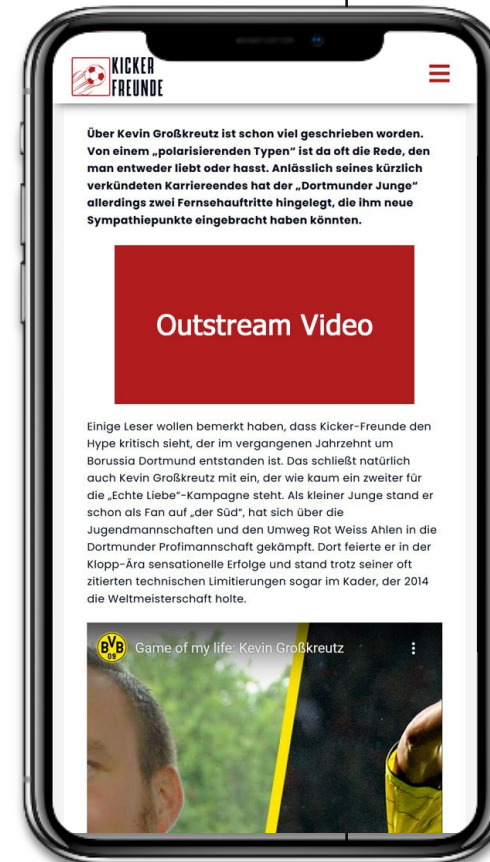 KICKER
FREUNDE
Über Kevin Großkreutz ist schon viel geschrieben worden.
Von einem „polarisierenden Typen“ ist da oft die Rede, den
man entweder liebt oder hasst. Anlässlich seines kürzlich
verkündeten Karriereendes hat der „Dortmunder Junge“
allerdings zwei Fernsehauftritte hingelegt, die ihm neue
Sympathiepunkte eingebracht haben könnten.
Outstream Video
Einige Leser wollen bemerkt haben, dass Kicker-Freunde den
Hype kritisch sieht, der im vergangenen Jahrzehnt um
Borussia Dortmund entstanden ist. Das schließt natürlich
auch Kevin Großkreutz mit ein, der wie kaum ein zweiter für
die „Echte Liebe“-Kampagne steht. Als kleiner Junge stand er
schon als Fan auf „der Süd“, hat sich über die
Jugendmannschaften und den Umweg Rot Weiss Ahlen in die
Dortmunder Profimannschaft gekämpft. Dort feierte er in der
Klopp-Ära sensationelle Erfolge und stand trotz seiner oft
zitierten technischen Limitierungen sogar im Kader, der 2014
die Weltmeisterschaft holte.
BVB
09
Game of my life: Kevin Großkreutz